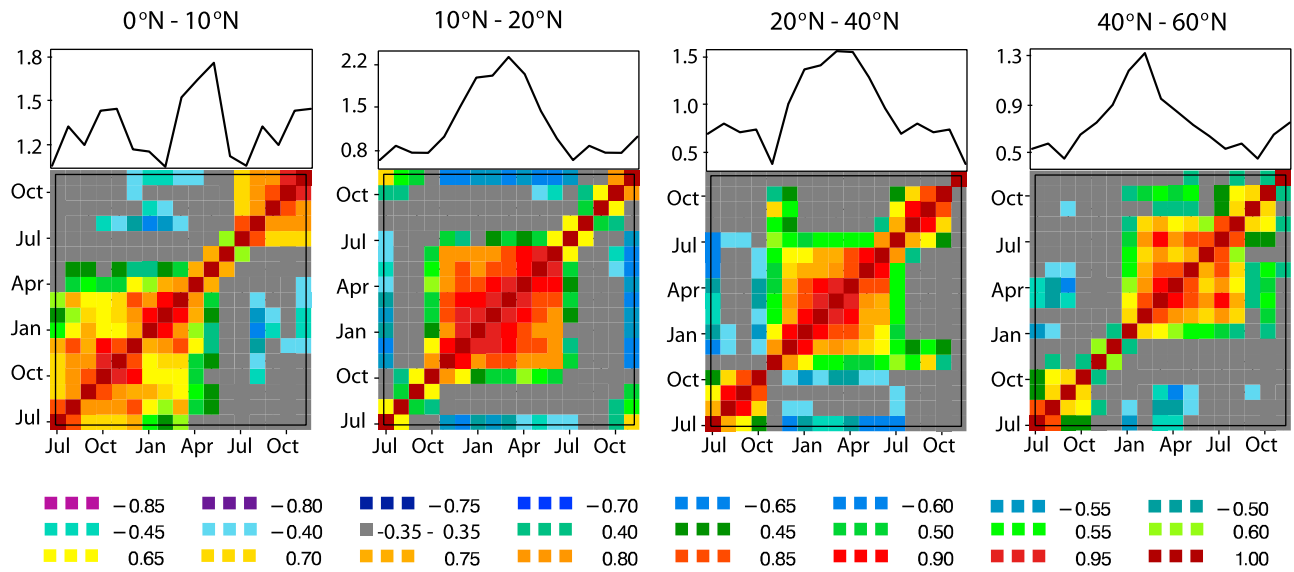 0°N - 10°N 10°N - 20°N 20°N - 40°N 40°N - 60°N
1.8 2.2 1.5 1.3
1.5 1.5 1.0 0.9
1.2 0.8 0.5 0.5
Oct Oct Oct Oct
Jul Jul Jul Jul
Apr Apr Apr Apr
Jan Jan Jan Jan
Oct Oct Oct Oct
Jul Jul Jul Jul
Jul Oct Jan Apr Jul Oct Jul Oct Jan Apr Jul Oct Jul Oct Jan Apr Jul Oct Jul Oct Jan Apr Jul Oct
−0.85 −0.80 −0.75 −0.70 −0.65 −0.60 −0.55 −0.50
−0.45 −0.40 -0.35 - 0.35 0.40 0.45 0.50 0.55 0.60
0.65 0.70 0.75 0.80 0.85 0.90 0.95 1.00